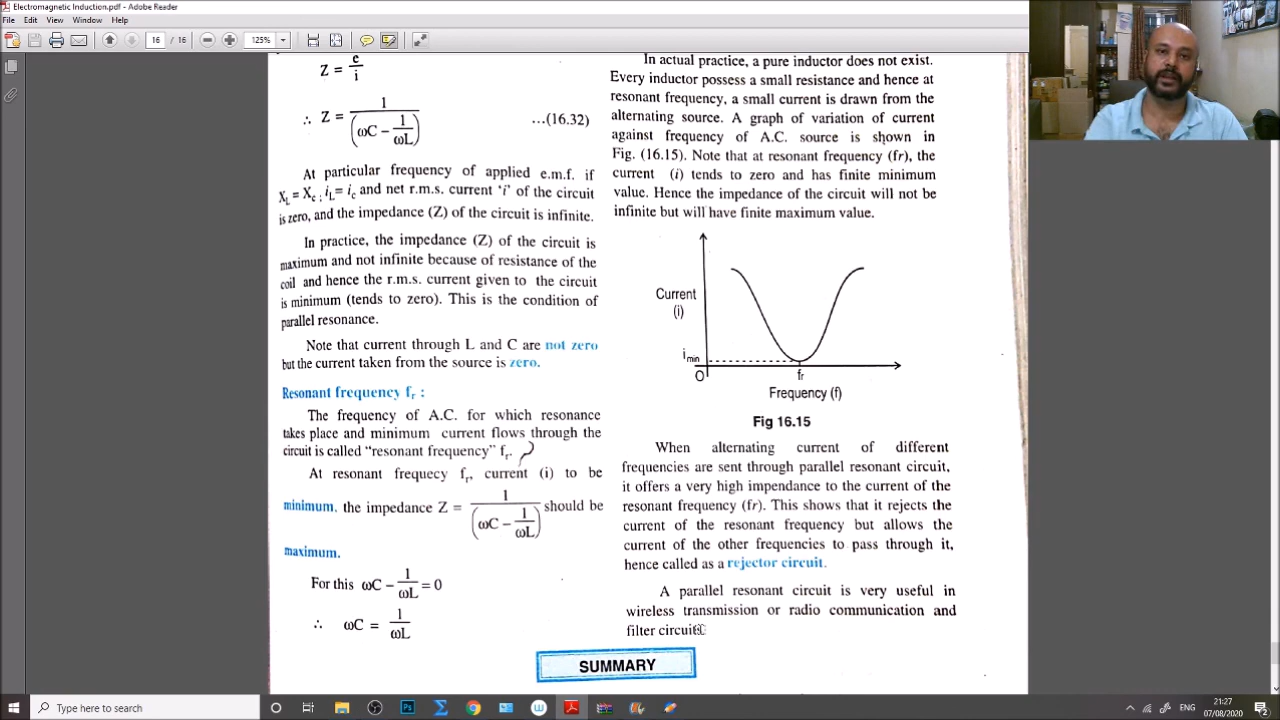 Electromagnetic Induction.pdf - Adobe Reader
File Edit View Window Help
16 / 16 125%
Z = e/i
∴ Z = 1/(ωC − 1/ωL) ...(16.32)
At particular frequency of applied e.m.f. if
X_L = X_c ; i_L = i_c and net r.m.s. current 'i' of the circuit
is zero, and the impedance (Z) of the circuit is infinite.
In practice, the impedance (Z) of the circuit is
maximum and not infinite because of resistance of the
coil and hence the r.m.s. current given to the circuit
is minimum (tends to zero). This is the condition of
parallel resonance.
Note that current through L and C are not zero
but the current taken from the source is zero.
Resonant frequency f_r :
The frequency of A.C. for which resonance
takes place and minimum current flows through the
circuit is called "resonant frequency" f_r.
At resonant frequecy f_r, current (i) to be
minimum, the impedance Z = 1/(ωC − 1/ωL) should be
maximum.
For this ωC − 1/ωL = 0
∴ ωC = 1/ωL
In actual practice, a pure inductor does not exist.
Every inductor possess a small resistance and hence at
resonant frequency, a small current is drawn from the
alternating source. A graph of variation of current
against frequency of A.C. source is shown in
Fig. (16.15). Note that at resonant frequency (fr), the
current (i) tends to zero and has finite minimum
value. Hence the impedance of the circuit will not be
infinite but will have finite maximum value.
Current
(i)
i_min
O
fr
Frequency (f)
Fig 16.15
When alternating current of different
frequencies are sent through parallel resonant circuit,
it offers a very high impendance to the current of the
resonant frequency (fr). This shows that it rejects the
current of the resonant frequency but allows the
current of the other frequencies to pass through it,
hence called as a rejector circuit.
A parallel resonant circuit is very useful in
wireless transmission or radio communication and
filter circuits
SUMMARY
Type here to search
ENG
21:27
07/08/2020